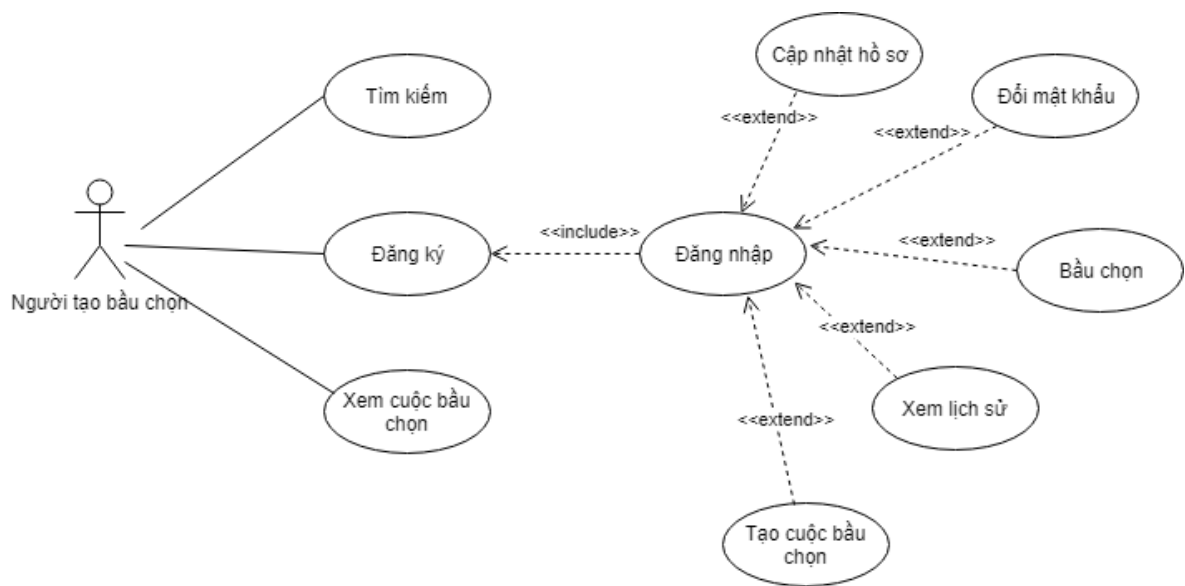 Cập nhật hồ sơ
Tìm kiếm
Đổi mật khẩu
<<extend>>
<<extend>>
<<include>>
<<extend>>
Đăng ký
Đăng nhập
Bầu chọn
Người tạo bầu chọn
<<extend>>
Xem cuộc bầu
chọn
Xem lịch sử
<<extend>>
Tạo cuộc bầu
chọn